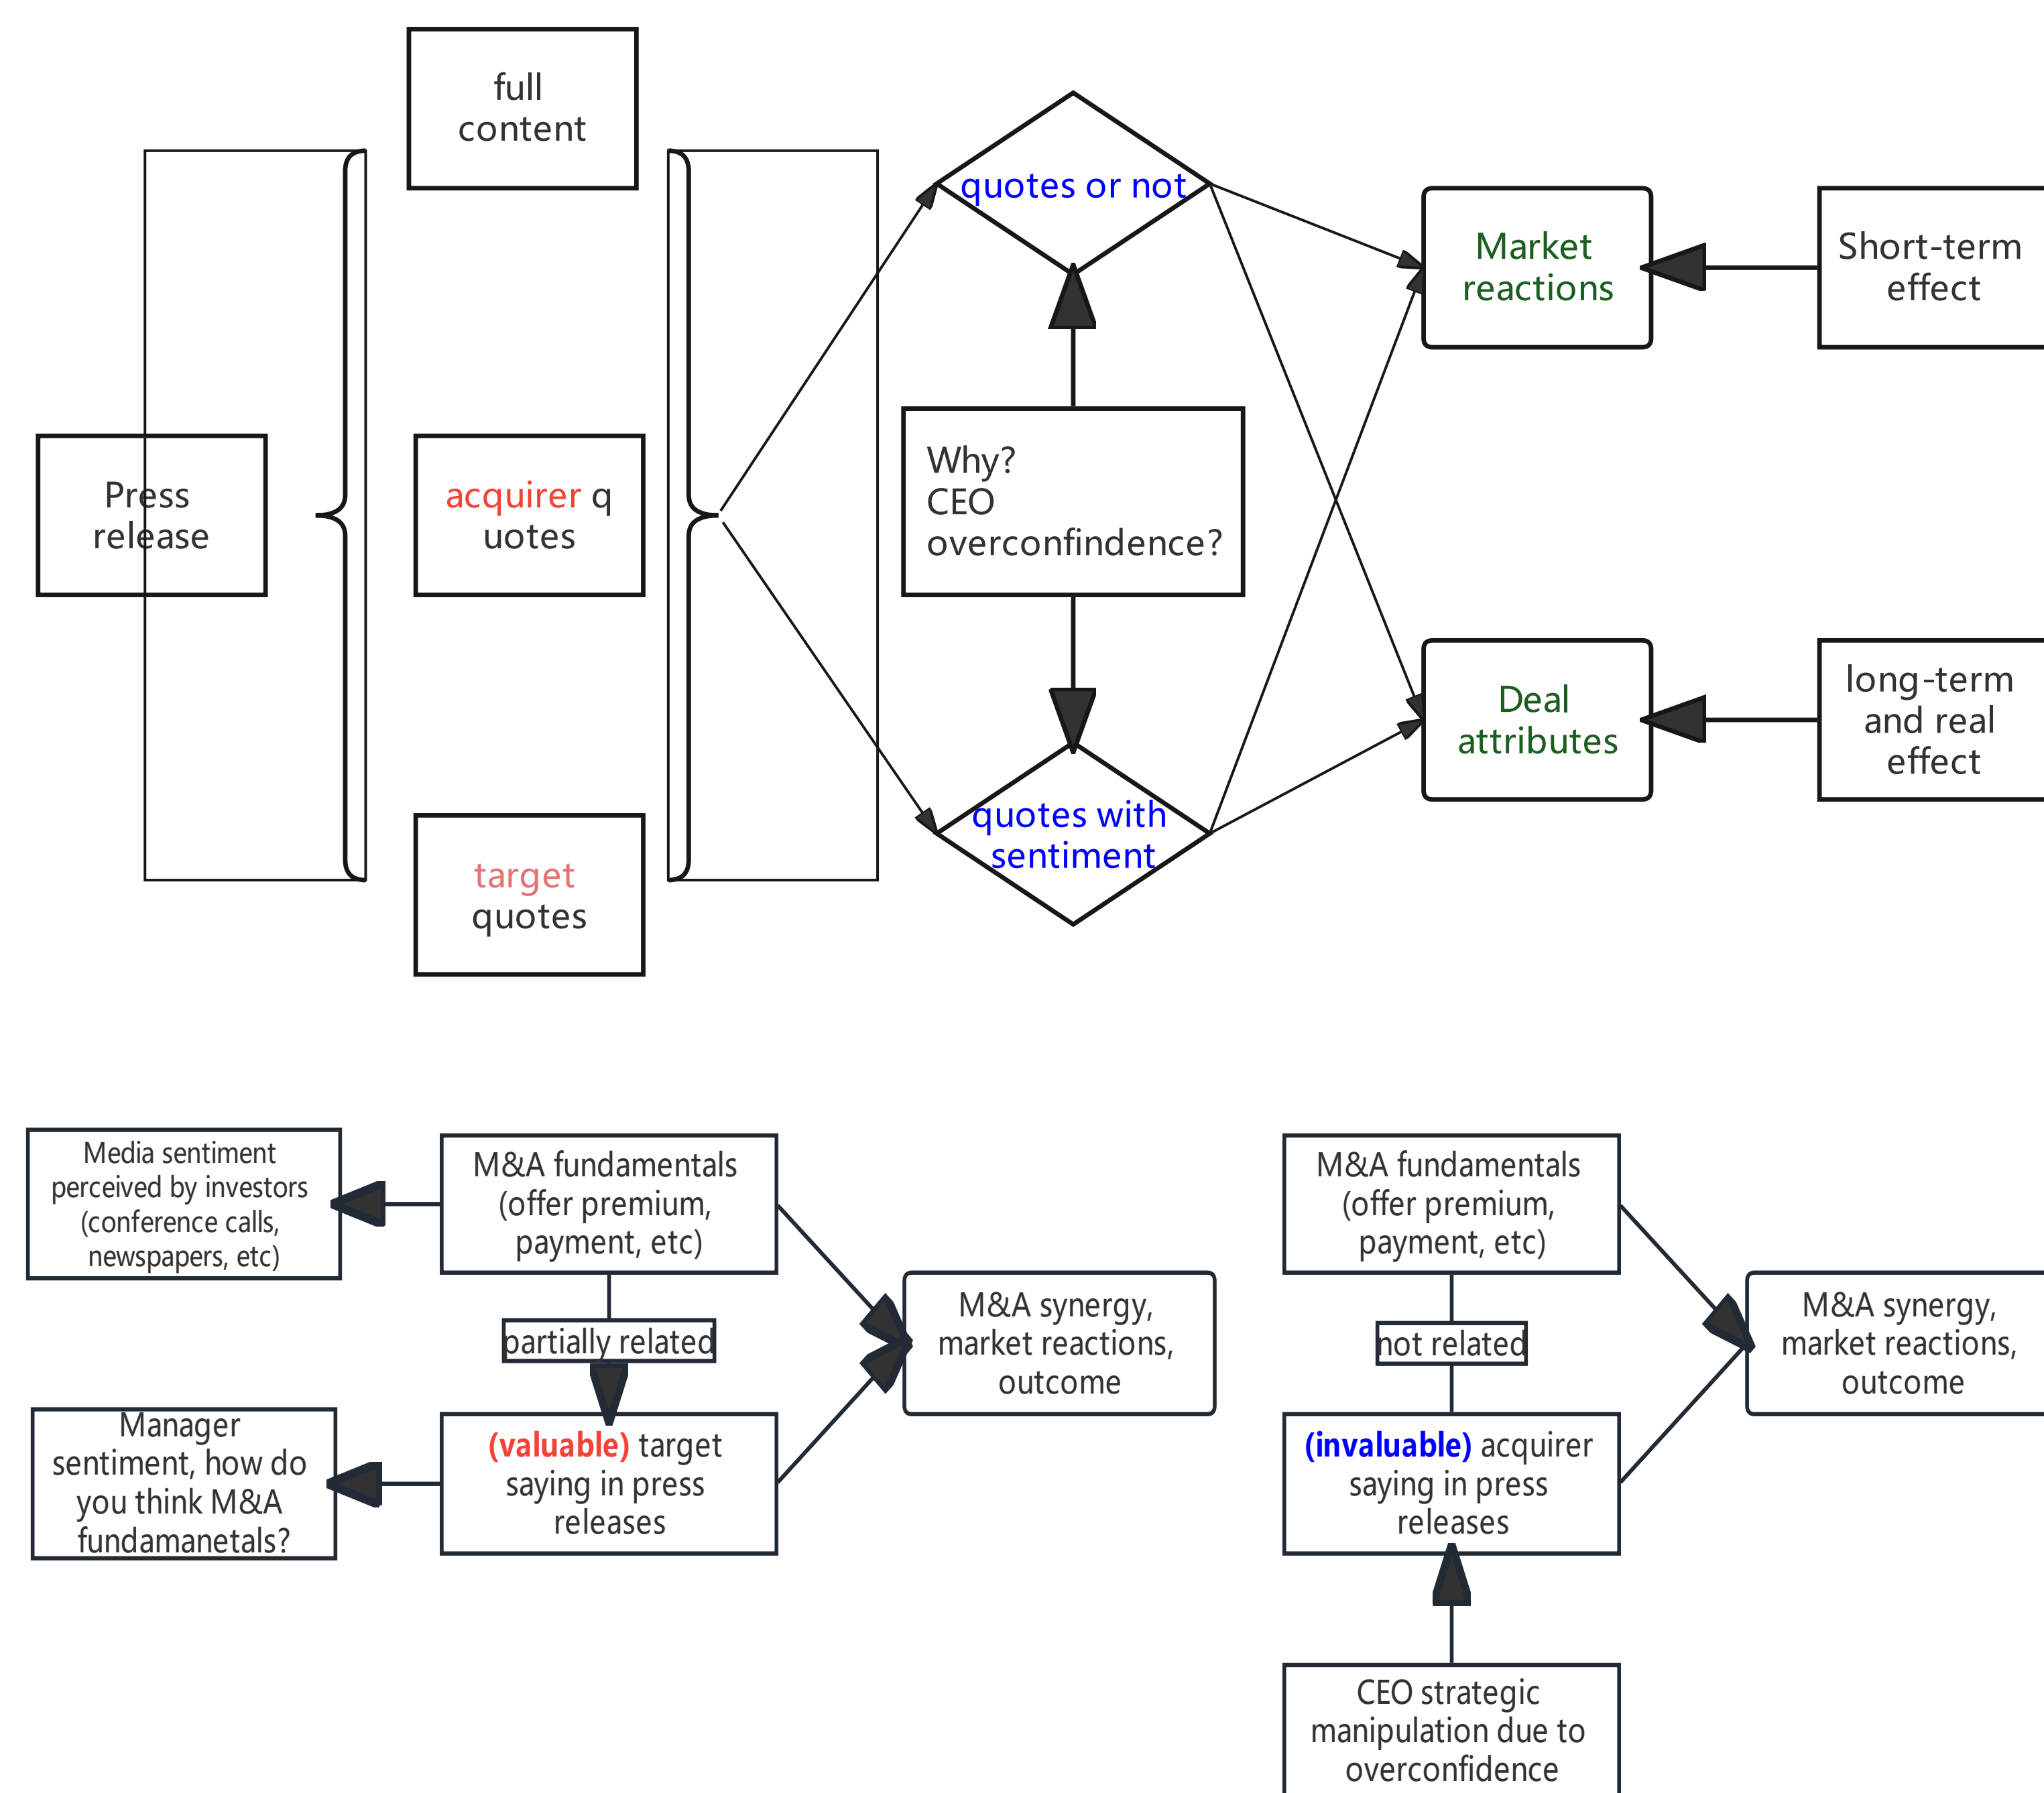 full
content
Press
release
acquirer q
uotes
target
quotes
quotes or not
Why?
CEO
overconfindence?
quotes with
sentiment
Market
reactions
Short-term
effect
Deal
attributes
long-term
and real
effect
Media sentiment
perceived by investors
(conference calls,
newspapers, etc)
M&A fundamentals
(offer premium,
payment, etc)
partially related
Manager
sentiment, how do
you think M&A
fundamanetals?
(valuable) target
saying in press
releases
M&A synergy,
market reactions,
outcome
M&A fundamentals
(offer premium,
payment, etc)
not related
(invaluable) acquirer
saying in press
releases
M&A synergy,
market reactions,
outcome
CEO strategic
manipulation due to
overconfidence